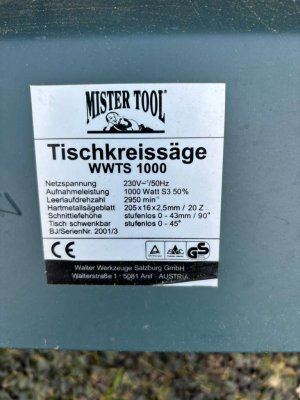 MISTER TOOL
Tischkreissäge
WWTS 1000
Netzspannung 230V~/50Hz
Aufnahmeleistung 1000 Watt S3 50%
Leerlaufdrehzahl 2950 min⁻¹
Hartmetallsägeblatt 205x16x2,5mm / 20 Z
Schnittiefehöhe stufenlos 0 - 43mm / 90°
Tisch schwenkbar stufenlos 0 - 45°
BJ/SerienNr. 2001/3
CE
GS
Walter Werkzeuge Salzburg GmbH
Walterstraße 1 - 5081 Anif - AUSTRIA